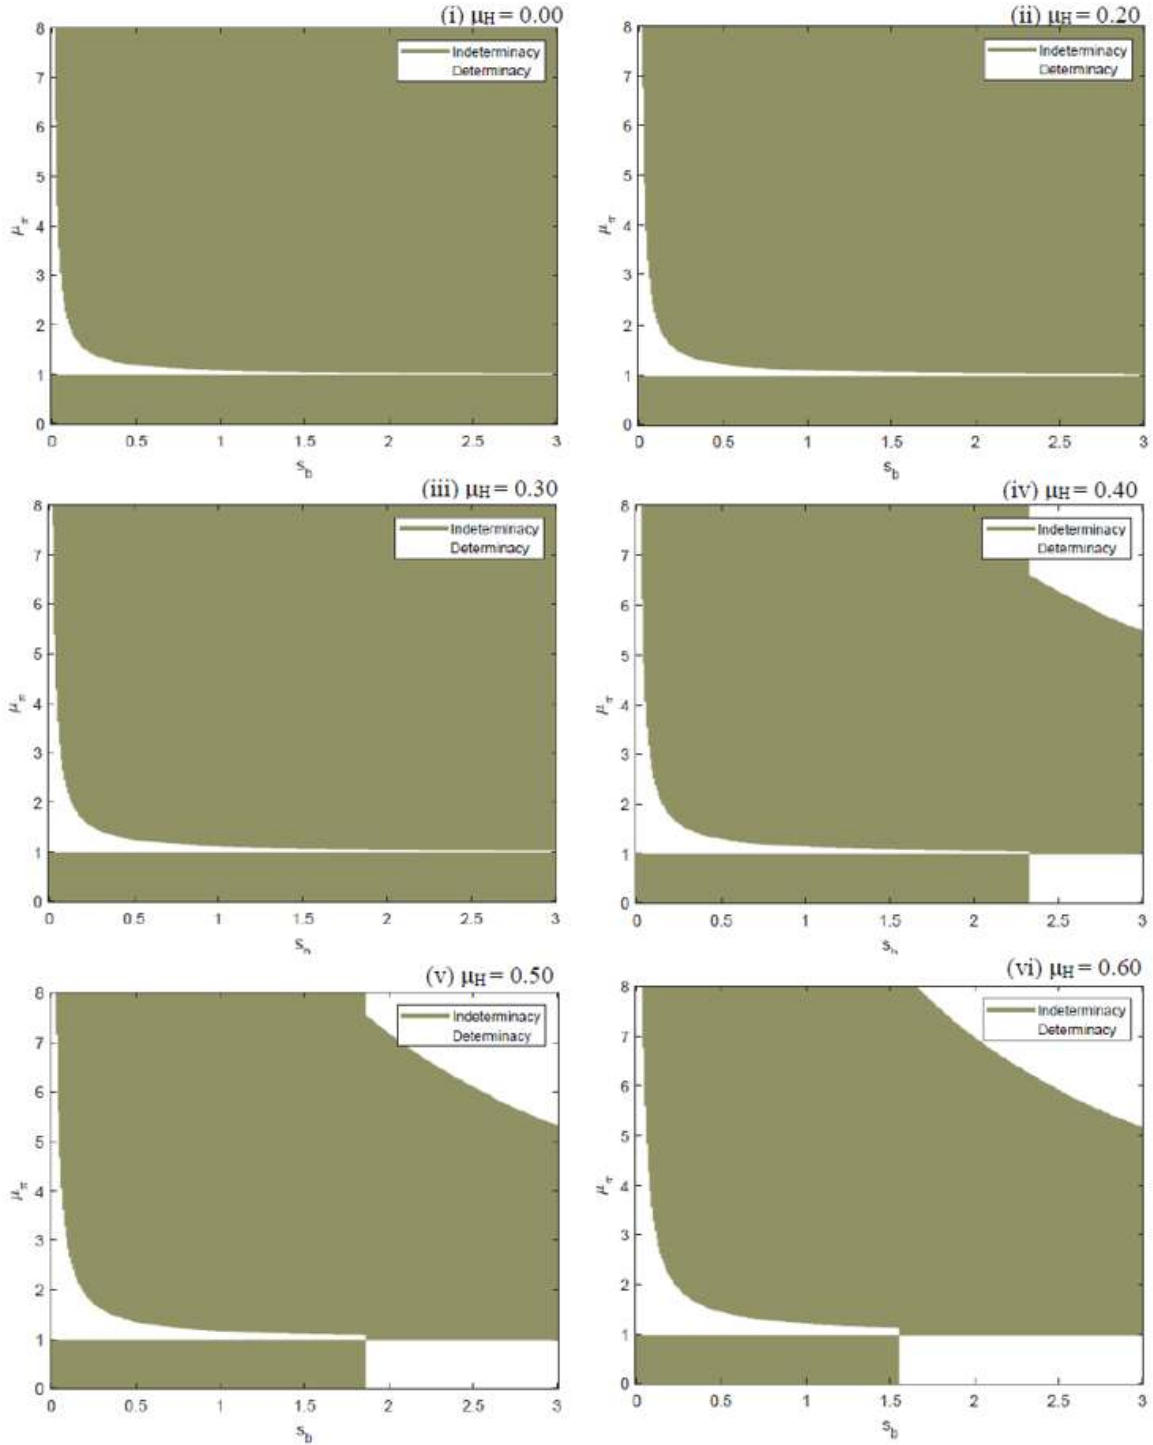 (i) μH = 0.00
8
7
6
5
4
3
2
1
0
μπ
Indeterminacy
Determinacy
0 0.5 1 1.5 2 2.5 3
sb
(ii) μH = 0.20
8
7
6
5
4
3
2
1
0
μπ
Indeterminacy
Determinacy
0 0.5 1 1.5 2 2.5 3
sb
(iii) μH = 0.30
8
7
6
5
4
3
2
1
0
μπ
Indeterminacy
Determinacy
0 0.5 1 1.5 2 2.5 3
sb
(iv) μH = 0.40
8
7
6
5
4
3
2
1
0
μπ
Indeterminacy
Determinacy
0 0.5 1 1.5 2 2.5 3
sb
(v) μH = 0.50
8
7
6
5
4
3
2
1
0
μπ
Indeterminacy
Determinacy
0 0.5 1 1.5 2 2.5 3
sb
(vi) μH = 0.60
8
7
6
5
4
3
2
1
0
μπ
Indeterminacy
Determinacy
0 0.5 1 1.5 2 2.5 3
sb